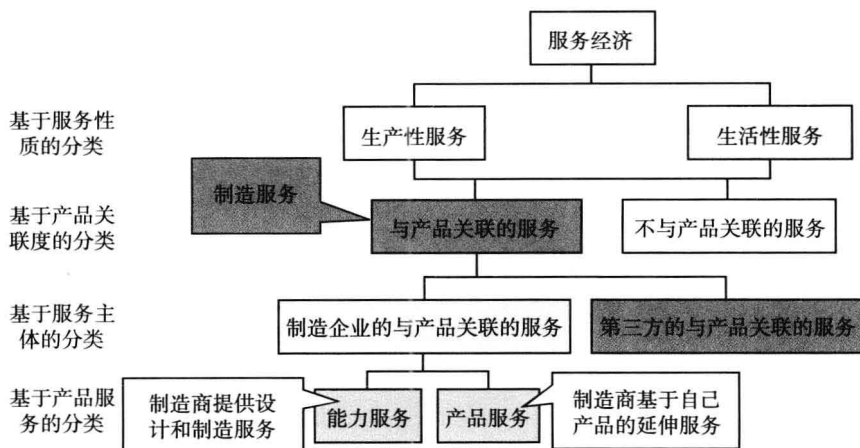 服务经济
基于服务性
质的分类
生产性服务
生活性服务
制造服务
基于产品关
联度的分类
与产品关联的服务
不与产品关联的服务
基于服务主
体的分类
制造企业的与产品关联的服务
第三方的与产品关联的服务
基于产品服
务的分类
制造商提供设
计和制造服务
能力服务
产品服务
制造商基于自己
产品的延伸服务